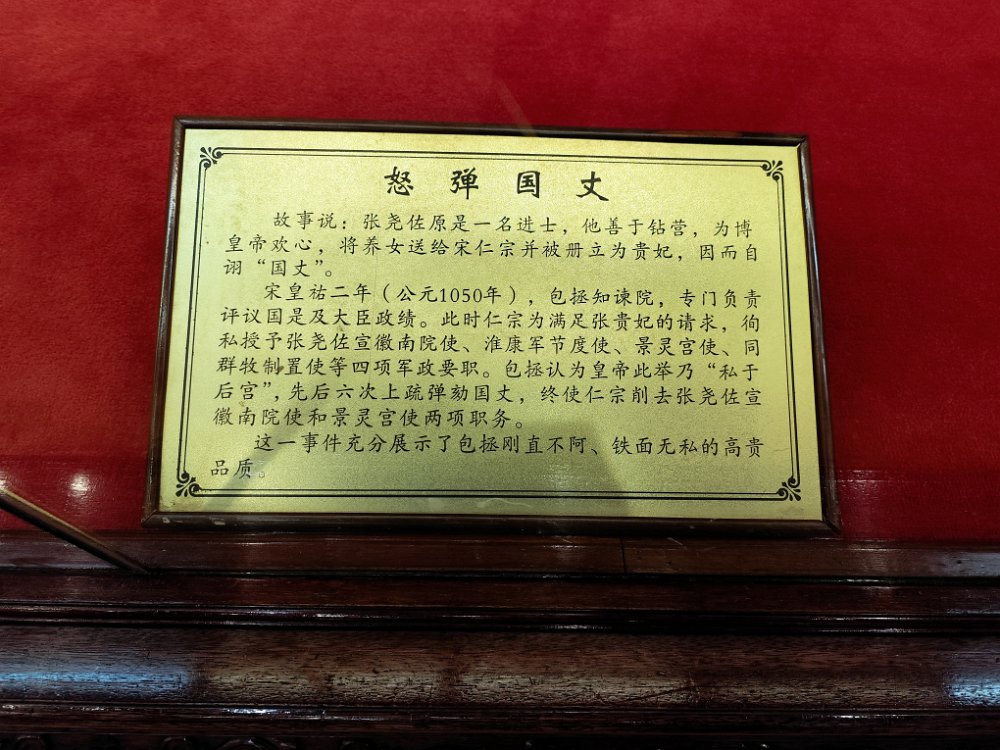 怒弹国丈
故事说：张尧佐原是一名进士，他善于钻营，为博
皇帝欢心，将养女送给宋仁宗并被册立为贵妃，因而自
诩“国丈”。
宋皇祐二年（公元1050年），包拯知谏院，专门负责
评议国是及大臣政绩。此时仁宗为满足张贵妃的请求，徇
私授予张尧佐宣徽南院使、淮康军节度使、景灵宫使、同
群牧制置使等四项军政要职。包拯认为皇帝此举乃“私于
后宫”，先后六次上疏弹劾国丈，终使仁宗削去张尧佐宣
徽南院使和景灵宫使两项职务。
这一事件充分展示了包拯刚直不阿、铁面无私的高贵
品质。